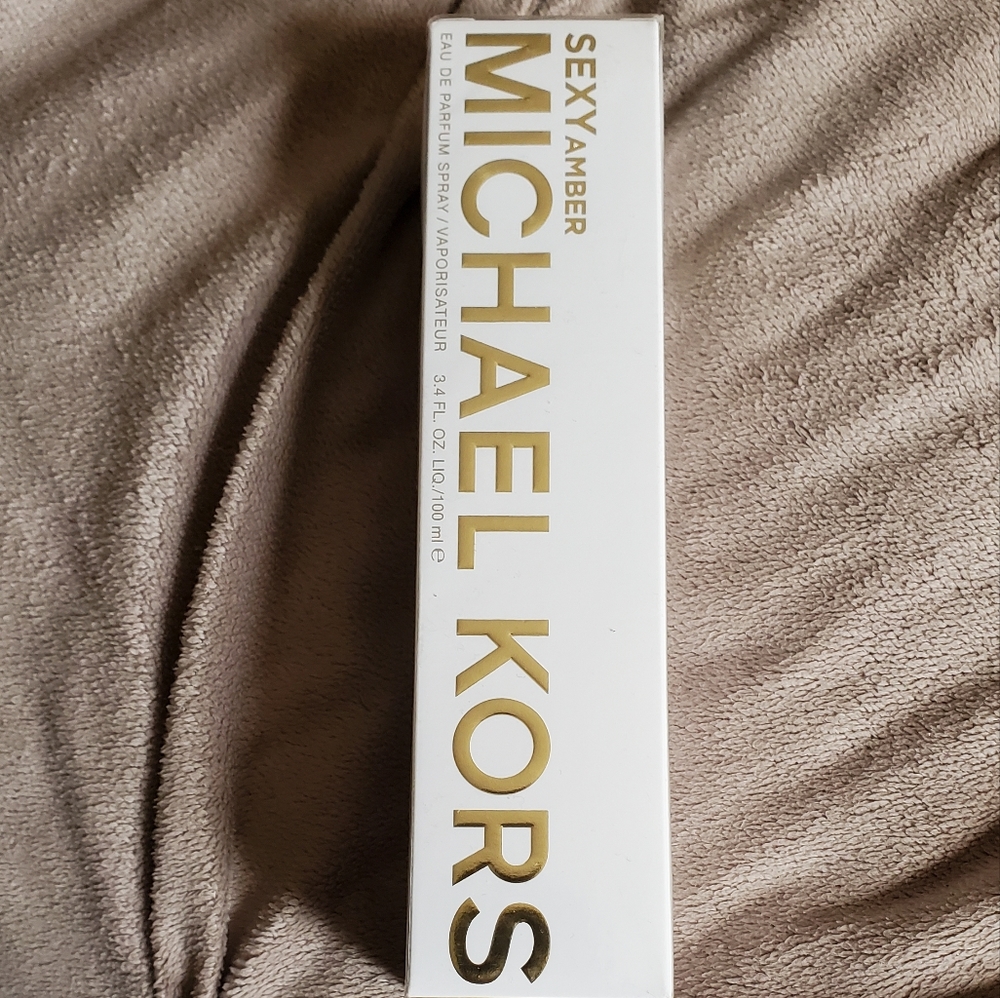 SEXY AMBER
MICHAEL KORS
EAU DE PARFUM SPRAY / VAPORISATEUR 3.4 FL. OZ. LIQ./100 ml ℮